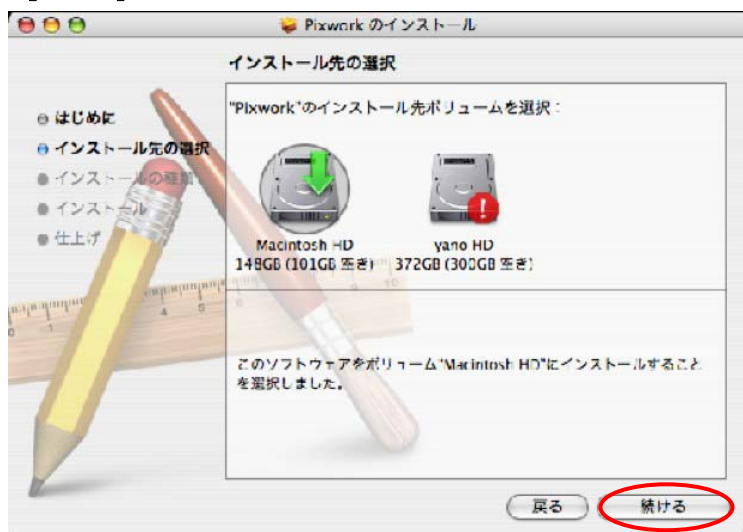 Pixwork のインストール
インストール先の選択
はじめに
インストール先の選択
インストールの種類
インストール
仕上げ
"Pixwork"のインストール先ボリュームを選択：
Macintosh HD
148GB (101GB 空き)
yano HD
372GB (300GB 空き)
このソフトウェアをボリューム"Macintosh HD"にインストールすること
を選択しました。
戻る
続ける